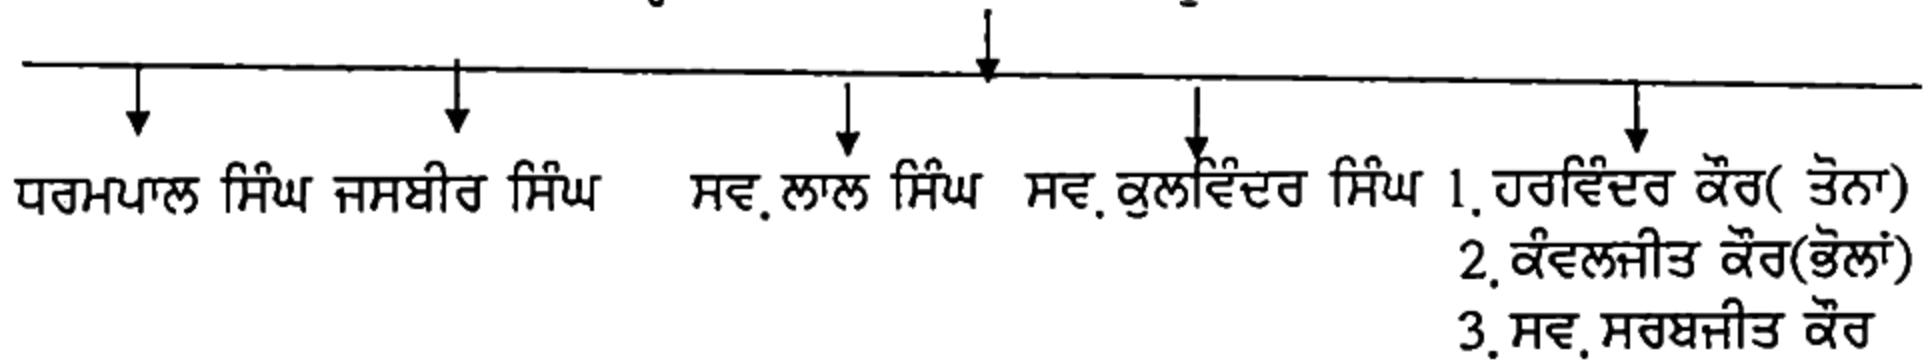 ਧਰਮਪਾਲ ਸਿੰਘ ਜਸਬੀਰ ਸਿੰਘ ਸਵ. ਲਾਲ ਸਿੰਘ ਸਵ. ਕੁਲਵਿੰਦਰ ਸਿੰਘ 1. ਹਰਵਿੰਦਰ ਕੌਰ( ਤੋਨਾ)
2. ਕੰਵਲਜੀਤ ਕੌਰ(ਭੋਲਾਂ)
3. ਸਵ. ਸਰਬਜੀਤ ਕੌਰ